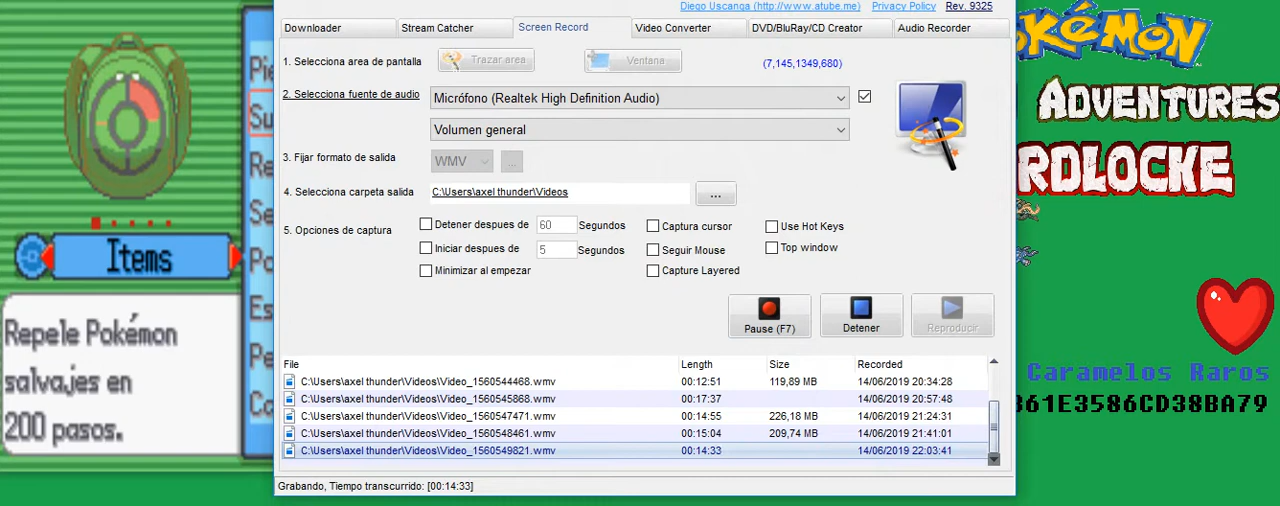 Diego Uscanga (http://www.atube.me) Privacy Policy Rev. 9325
Downloader Stream Catcher Screen Record Video Converter DVD/BluRay/CD Creator Audio Recorder
1. Selecciona area de pantalla Trazar area Ventana (7,145,1349,680)
2. Selecciona fuente de audio Micrófono (Realtek High Definition Audio)
Volumen general
3. Fijar formato de salida WMV ...
4. Selecciona carpeta salida C:\Users\axel thunder\Videos ...
5. Opciones de captura
Detener despues de 60 Segundos Captura cursor Use Hot Keys
Iniciar despues de 5 Segundos Seguir Mouse Top window
Minimizar al empezar Capture Layered
Pause (F7) Detener Reproducir
File Length Size Recorded
C:\Users\axel thunder\Videos\Video_1560544468.wmv 00:12:51 119,89 MB 14/06/2019 20:34:28
C:\Users\axel thunder\Videos\Video_1560545868.wmv 00:17:37 14/06/2019 20:57:48
C:\Users\axel thunder\Videos\Video_1560547471.wmv 00:14:55 226,18 MB 14/06/2019 21:24:31
C:\Users\axel thunder\Videos\Video_1560548461.wmv 00:15:04 209,74 MB 14/06/2019 21:41:01
C:\Users\axel thunder\Videos\Video_1560549821.wmv 00:14:33 14/06/2019 22:03:41
Grabando, Tiempo transcurrido: [00:14:33]
Items
Repele Pokémon
salvajes en
200 pasos.
Pie
Su
Re
Se
Po
Es
Pe
Ca
POKéMON
ADVENTURES
RDLOCKE
Caramelos Raros
361E3586CD38BA79